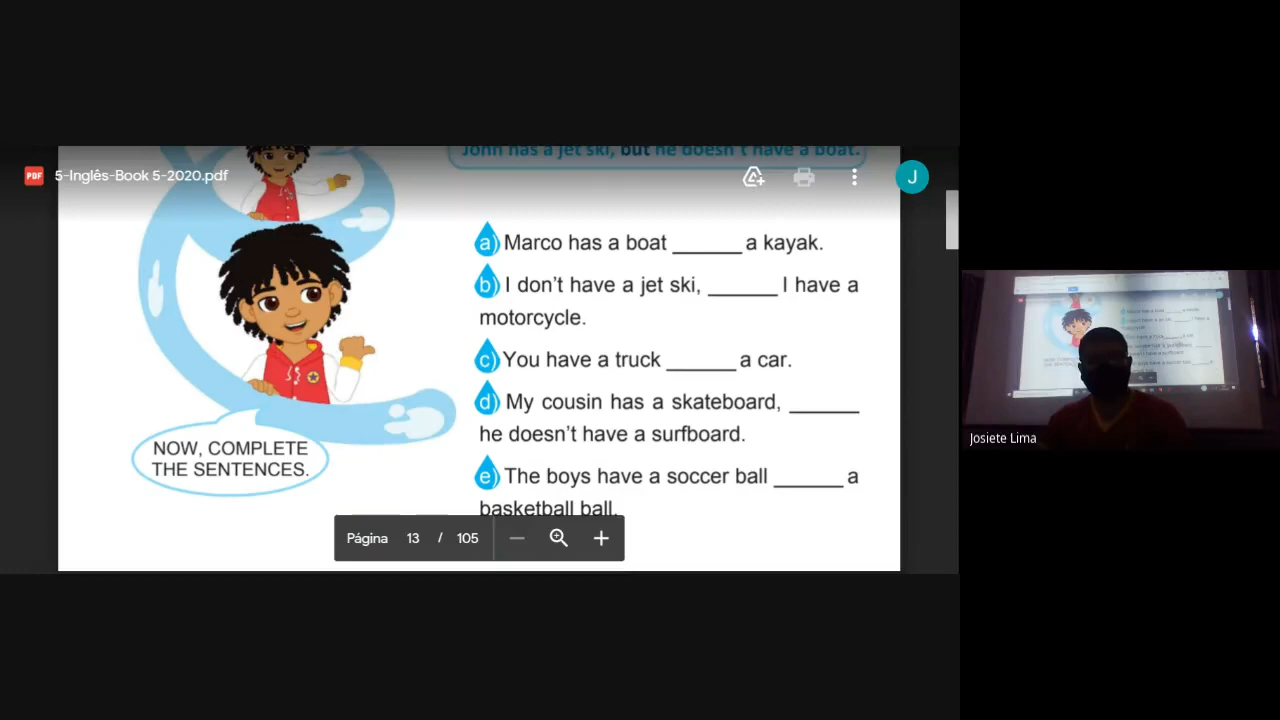 John has a jet ski, but he doesn't have a boat.
5-Inglês-Book 5-2020.pdf
J
a) Marco has a boat ______ a kayak.
b) I don't have a jet ski, ______ I have a
motorcycle.
c) You have a truck ______ a car.
d) My cousin has a skateboard, ______
he doesn't have a surfboard.
e) The boys have a soccer ball ______ a
basketball ball.
NOW, COMPLETE
THE SENTENCES.
Página 13 / 105
Josiete Lima